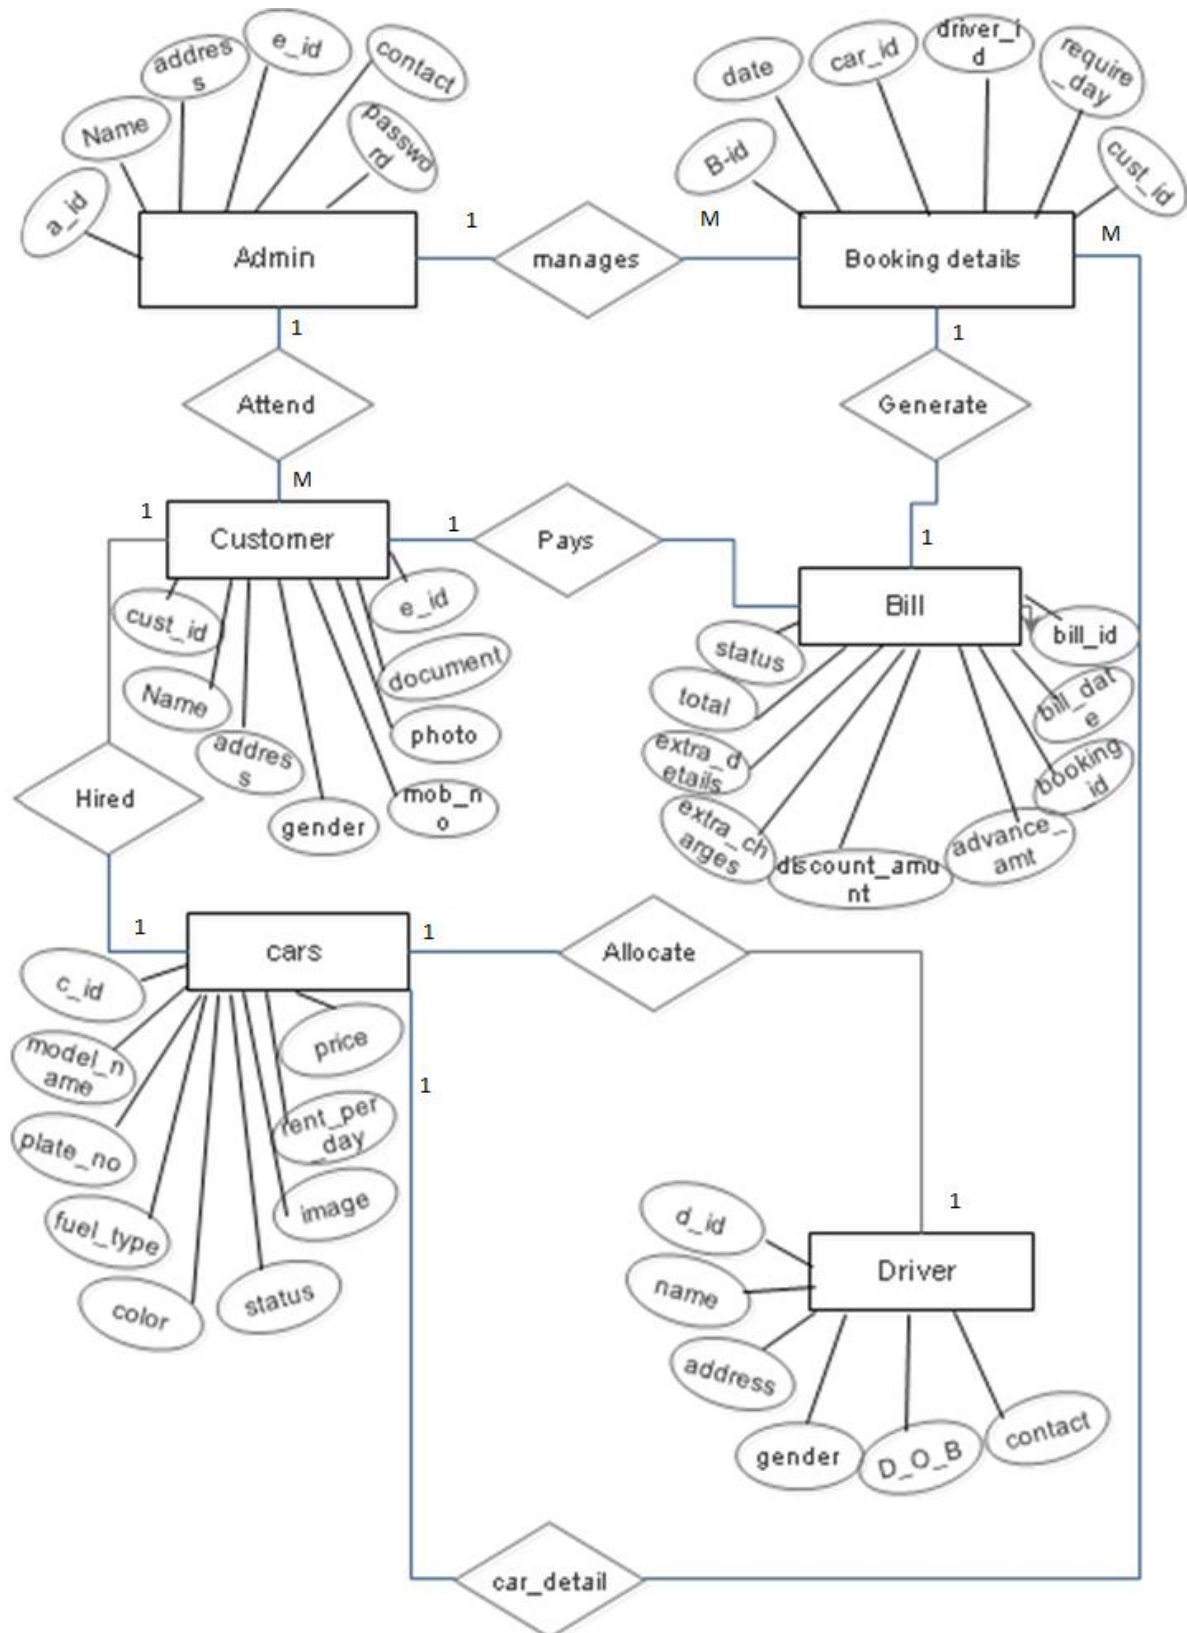 addres
s
e_id
contact
Name
passwo
rd
a_id
Admin
1
manages
M
date
car_id
driver_i
d
require
_day
B-id
cust_id
Booking details
M
1
Attend
M
1
Generate
1
1
Customer
1
Pays
Bill
cust_id
Name
addres
s
gender
mob_n
o
photo
document
e_id
status
total
extra_d
etails
extra_ch
arges
discount_amu
nt
advance_
amt
booking
_id
bill_dat
e
bill_id
Hired
1
cars
1
Allocate
c_id
model_n
ame
plate_no
fuel_type
color
status
image
rent_per
_day
price
1
1
d_id
name
address
gender
D_O_B
contact
Driver
car_detail